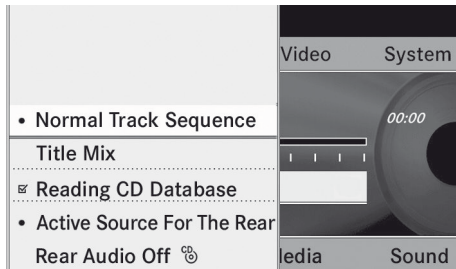 Video System
• Normal Track Sequence
00:00
Title Mix
Reading CD Database
• Active Source For The Rear
Rear Audio Off CD
Sound